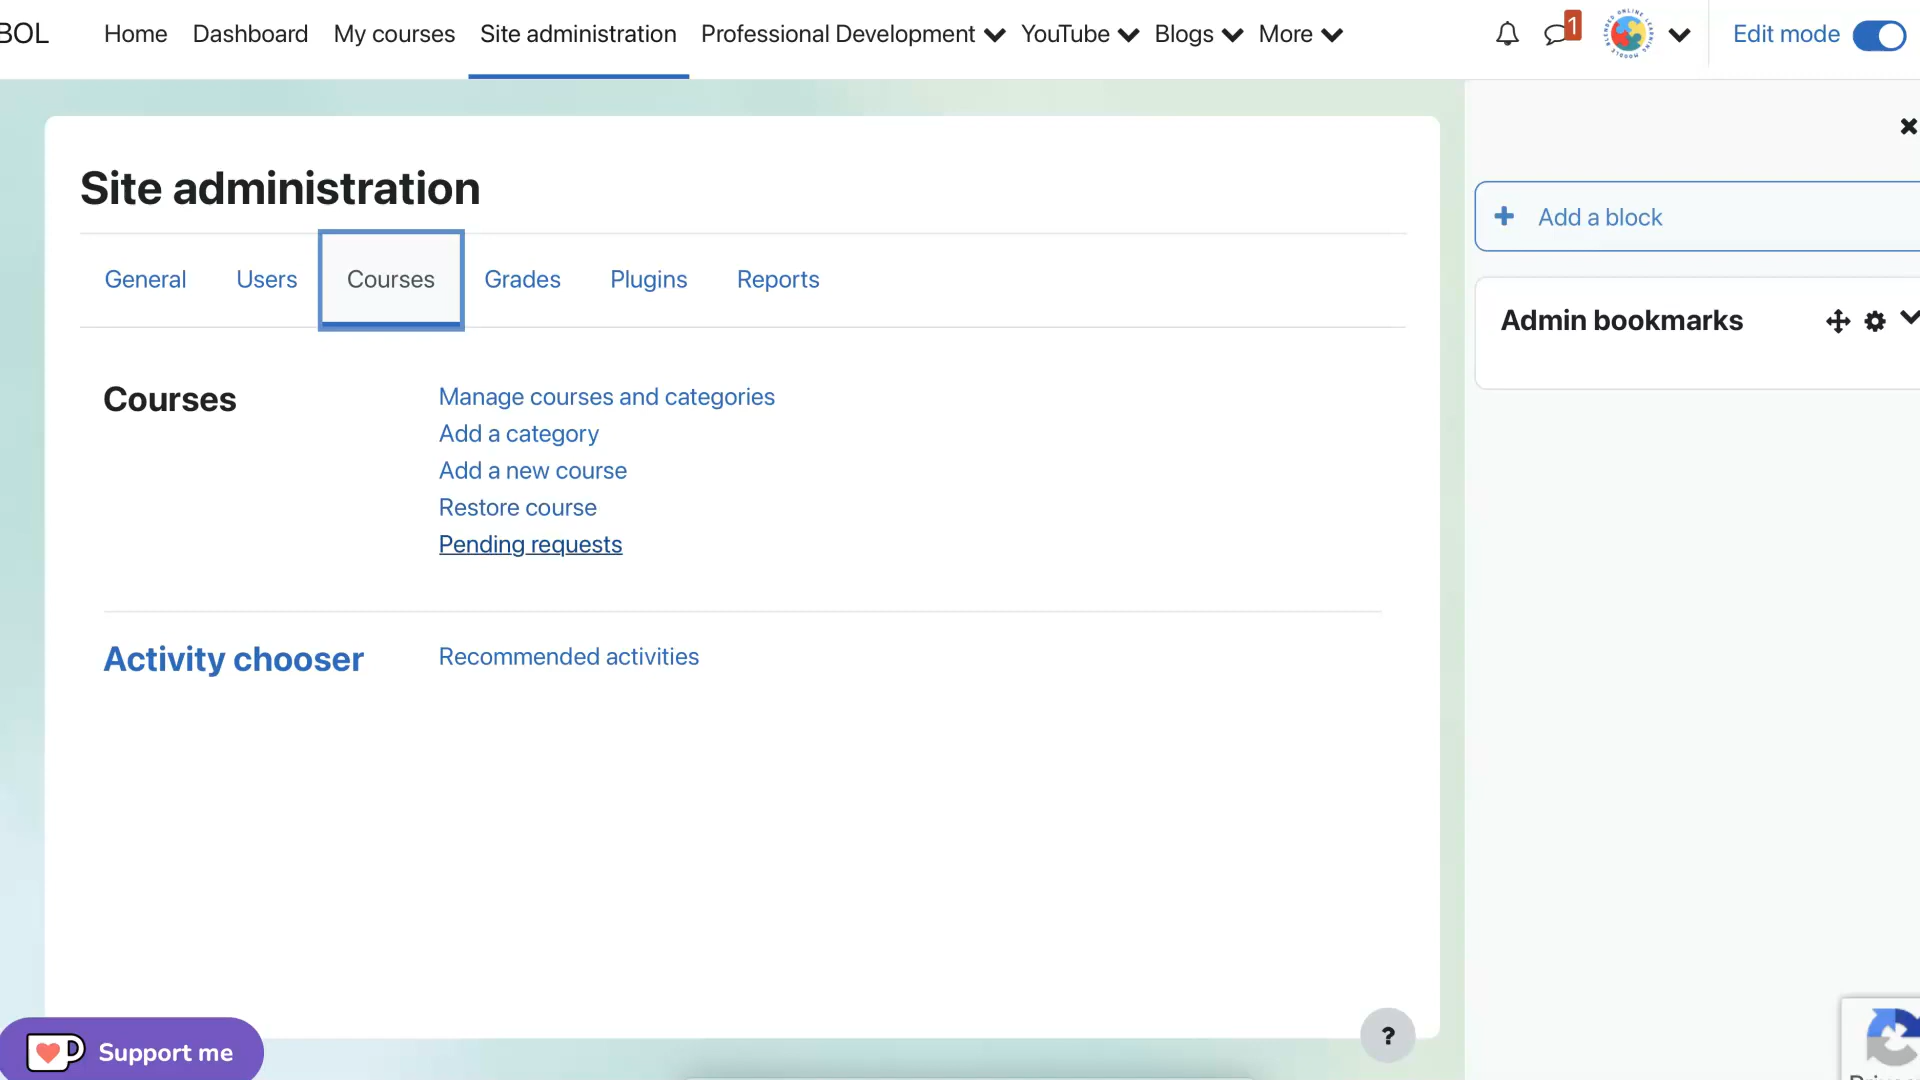 BOL Home Dashboard My courses Site administration Professional Development YouTube Blogs More 1 Edit mode
Site administration
General Users Courses Grades Plugins Reports
Courses
Manage courses and categories
Add a category
Add a new course
Restore course
Pending requests
Activity chooser
Recommended activities
Add a block
Admin bookmarks
?
Support me